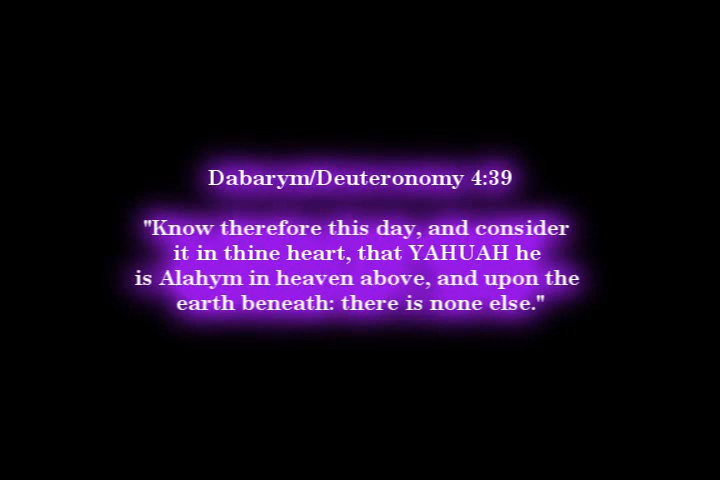 Dabarym/Deuteronomy 4:39
"Know therefore this day, and consider
it in thine heart, that YAHUAH he
is Alahym in heaven above, and upon the
earth beneath: there is none else."